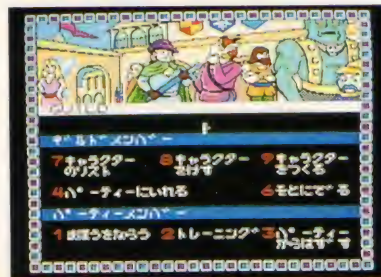 ギルドメンバー
7 キャラクターのリスト
8 キャラクターをけす
9 キャラクターをつくる
4 パーティーにいれる
6 そとにでる
パーティーメンバー
1 まほうをならう
2 トレーニング
3 パーティーからはずす